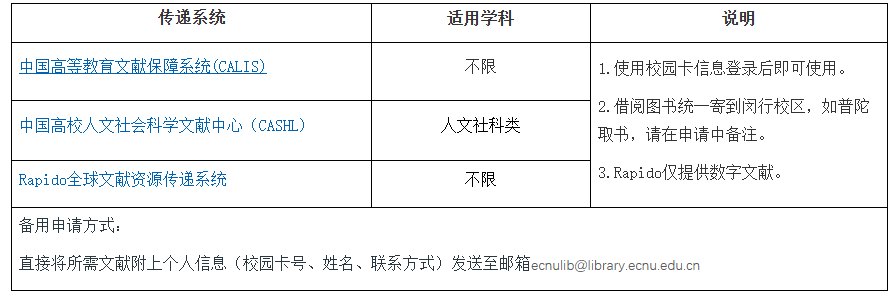 传递系统
适用学科
说明
中国高等教育文献保障系统(CALIS)
不限
中国高校人文社会科学文献中心（CASHL）
人文社科类
Rapido全球文献资源传递系统
不限
1.使用校园卡信息登录后即可使用。
2.借阅图书统一寄到闵行校区，如普陀
取书，请在申请中备注。
3.Rapido仅提供数字文献。
备用申请方式：
直接将所需文献附上个人信息（校园卡号、姓名、联系方式）发送至邮箱ecnulib@library.ecnu.edu.cn